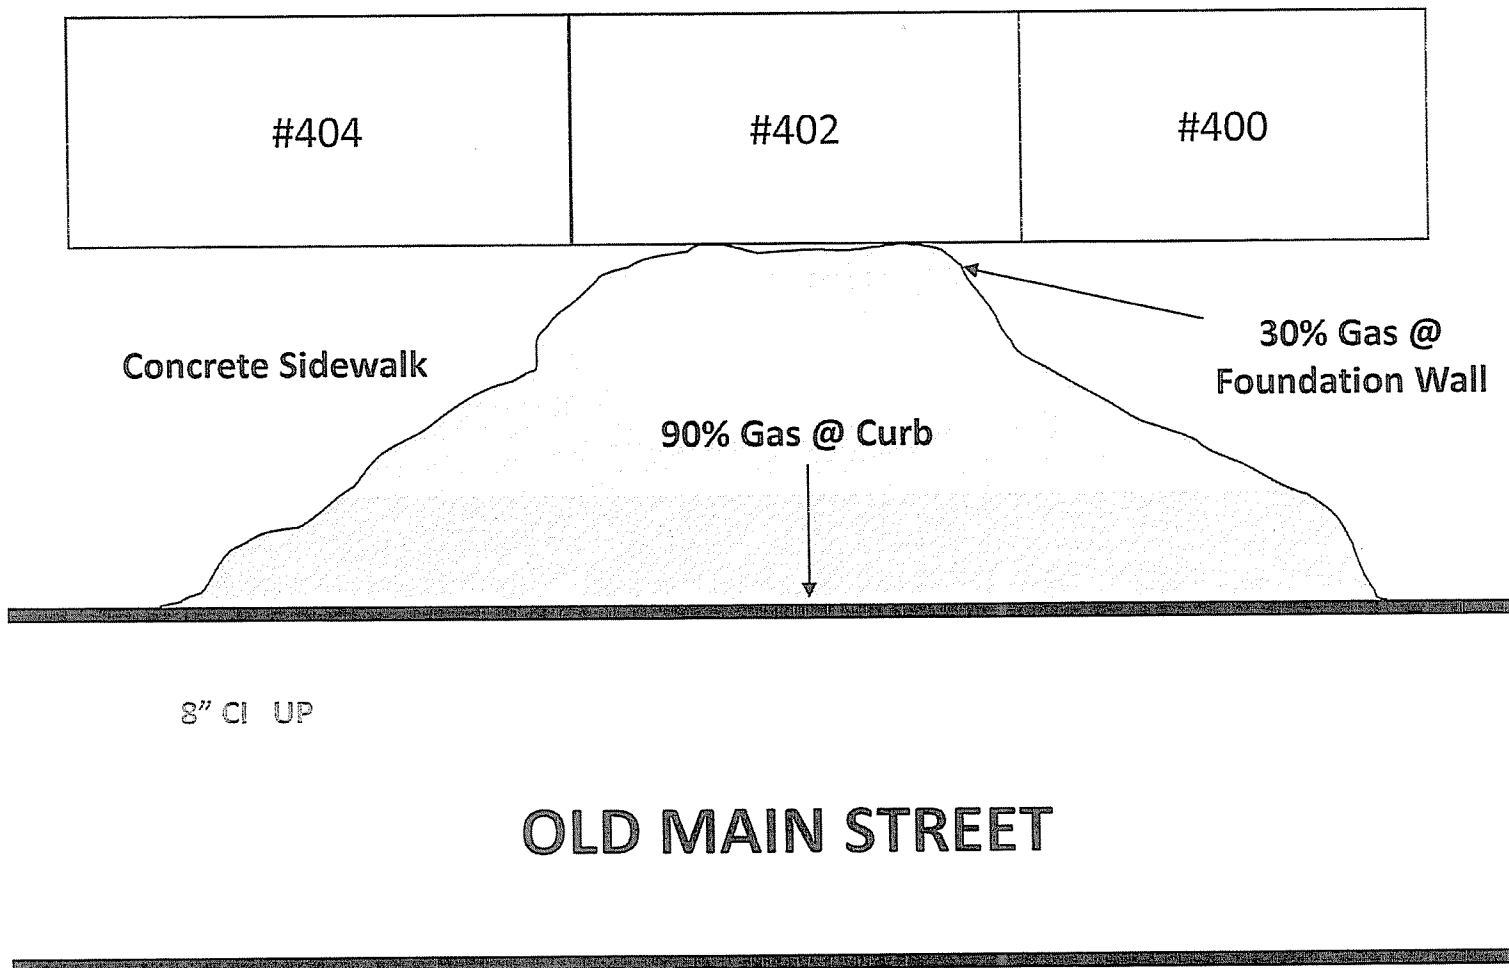 #404
#402
#400
Concrete Sidewalk
30% Gas @
Foundation Wall
90% Gas @ Curb
8” CI UP
OLD MAIN STREET